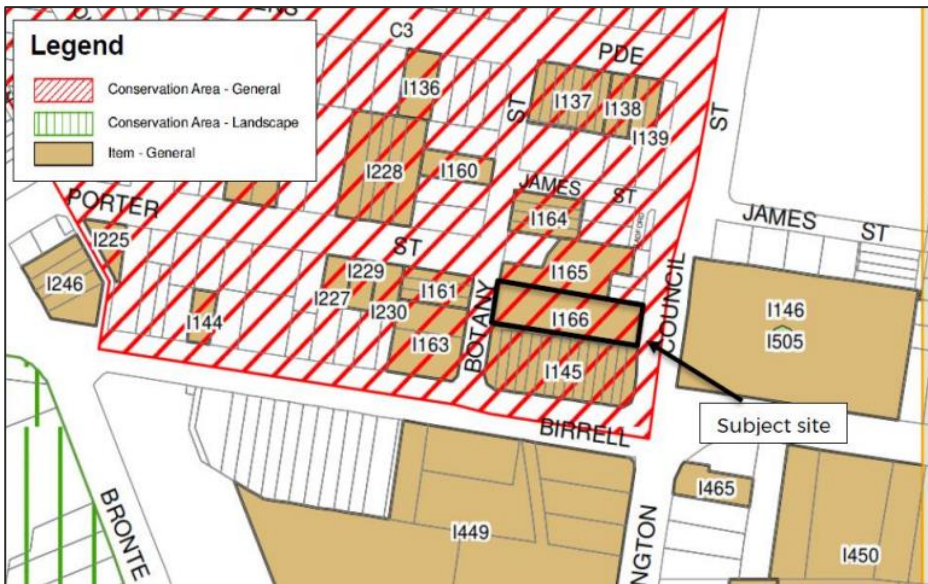 Legend
Conservation Area - General
Conservation Area - Landscape
Item - General
C3
PDE
I136
I137
I138
I139
ST
ST
I228
I160
JAMES
ST
I164
PORTER
ST
JAMES
ST
I225
I246
I229
I227
I230
I161
I144
I163
BOTANY
I165
I166
I145
COUNCIL
I146
I505
Subject site
BIRRELL
BRONTE
I449
I465
I450
NGTON